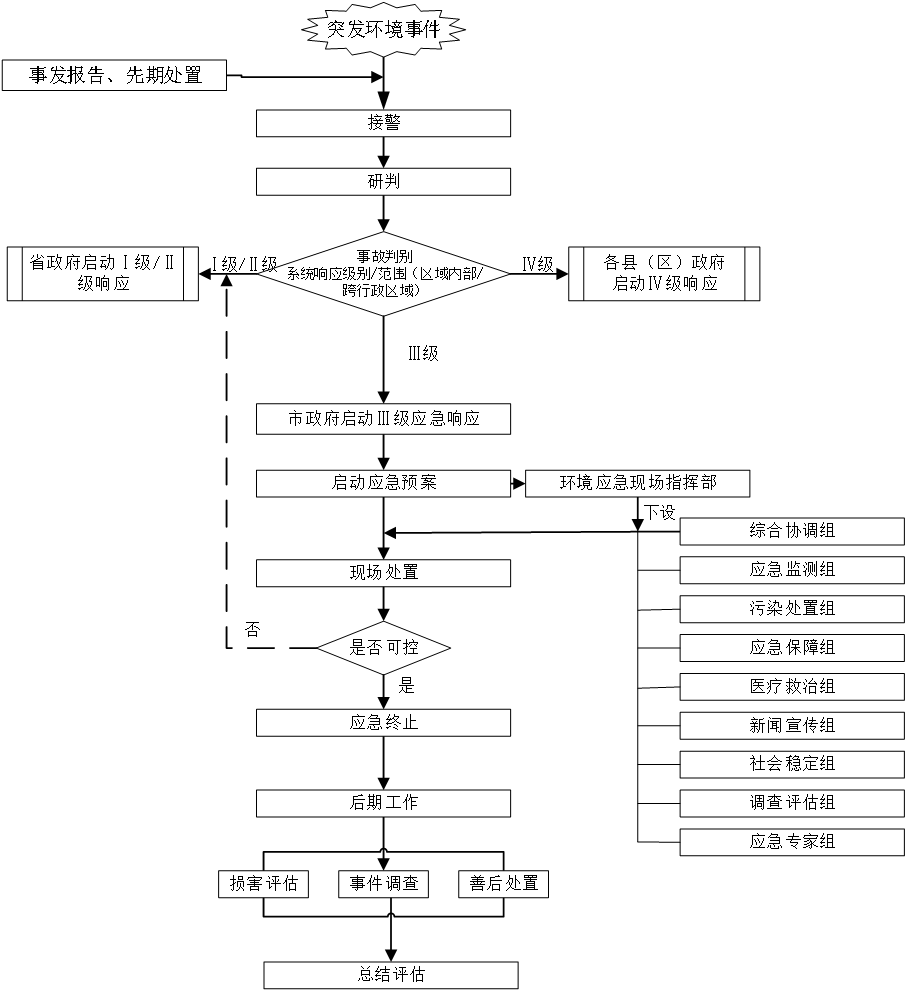 突发环境事件
事发报告、先期处置
接警
研判
事故判别
系统响应级别/范围（区域内部/
跨行政区域）
Ⅰ级/Ⅱ级
省政府启动Ⅰ级/Ⅱ
级响应
Ⅳ级
各县（区）政府
启动Ⅳ级响应
Ⅲ级
市政府启动Ⅲ级应急响应
启动应急预案
环境应急现场指挥部
下设
综合协调组
应急监测组
污染处置组
应急保障组
医疗救治组
新闻宣传组
社会稳定组
调查评估组
应急专家组
现场处置
是否可控
否
是
应急终止
后期工作
损害评估
事件调查
善后处置
总结评估